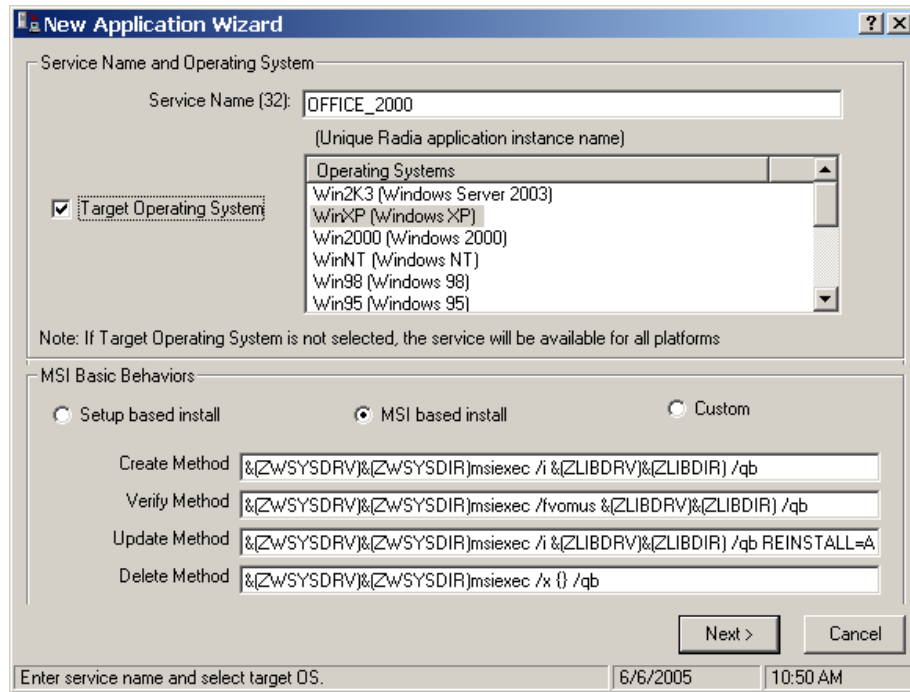 New Application Wizard
Service Name and Operating System
Service Name (32): OFFICE_2000
(Unique Radia application instance name)
Operating Systems
Target Operating System
Win2K3 (Windows Server 2003)
WinXP (Windows XP)
Win2000 (Windows 2000)
WinNT (Windows NT)
Win98 (Windows 98)
Win95 (Windows 95)
Note: If Target Operating System is not selected, the service will be available for all platforms
MSI Basic Behaviors
Setup based install MSI based install Custom
Create Method &(ZWSYSDRV)&(ZWSYSDIR)msiexec /i &(ZLIBDRV)&(ZLIBDIR) /qb
Verify Method &(ZWSYSDRV)&(ZWSYSDIR)msiexec /fvomus &(ZLIBDRV)&(ZLIBDIR) /qb
Update Method &(ZWSYSDRV)&(ZWSYSDIR)msiexec /i &(ZLIBDRV)&(ZLIBDIR) /qb REINSTALL=A
Delete Method &(ZWSYSDRV)&(ZWSYSDIR)msiexec /x {} /qb
Next > Cancel
Enter service name and select target OS. 6/6/2005 10:50 AM